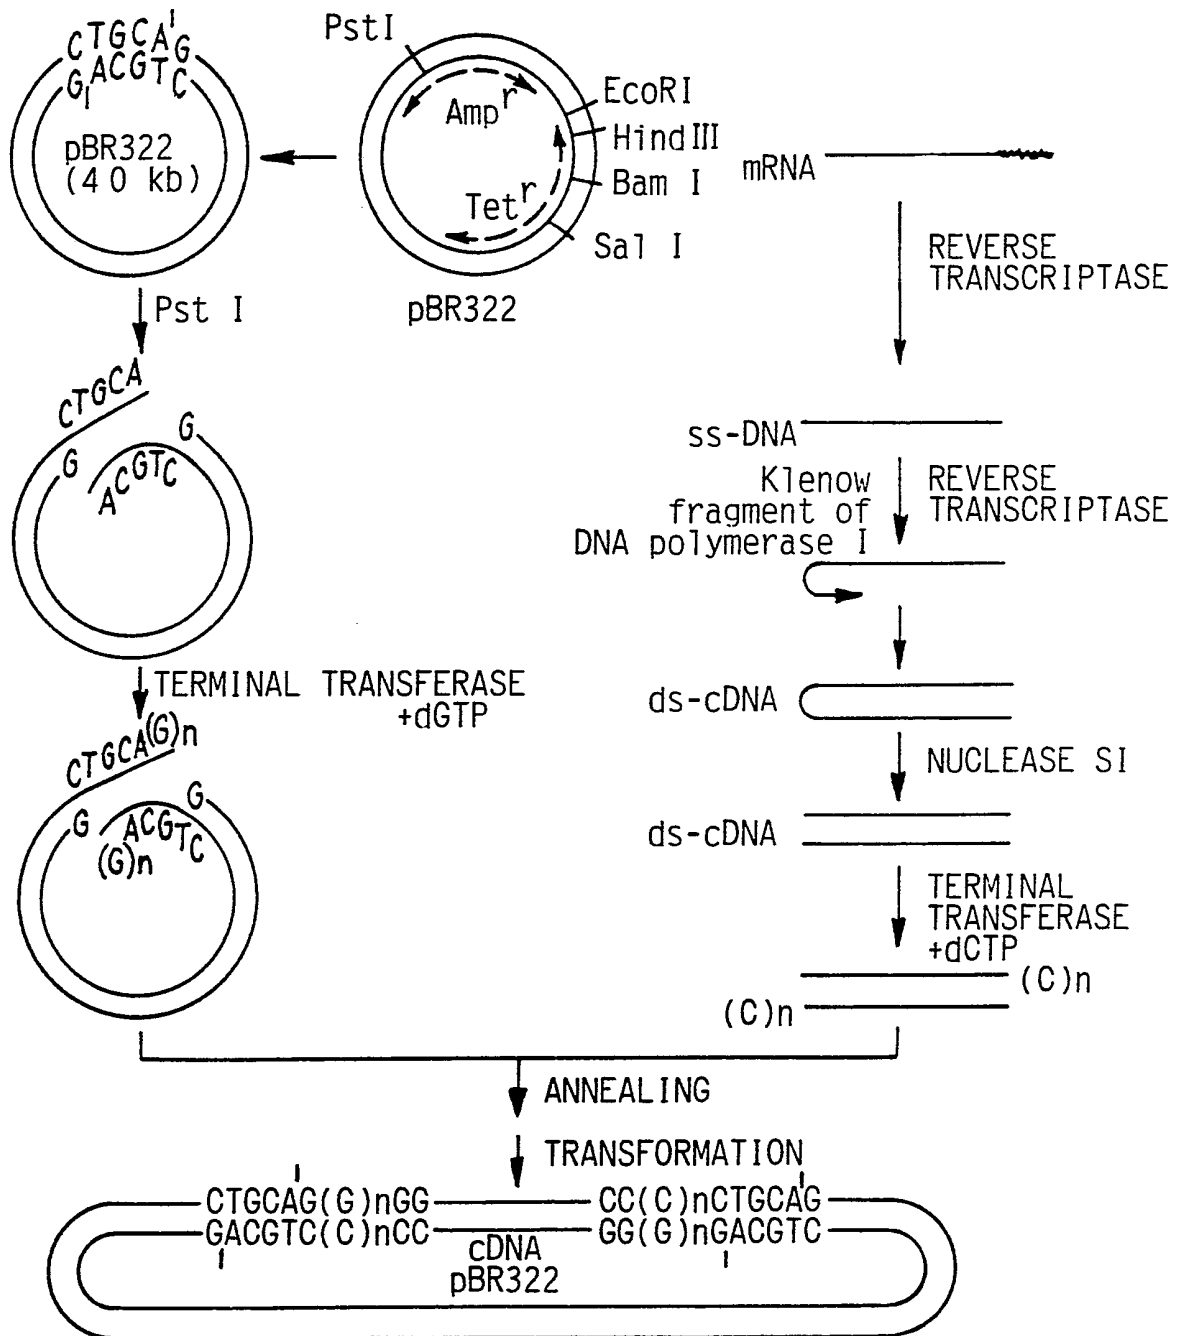 CTGCAG
GACGTC
pBR322
(4 0 kb)
PstI
Amp r
Tet r
EcoRI
Hind III
Bam I
Sal I
pBR322
mRNA
REVERSE
TRANSCRIPTASE
Pst I
CTGCA
G
G
ACGTC
ss-DNA
Klenow
fragment of
DNA polymerase I
REVERSE
TRANSCRIPTASE
TERMINAL TRANSFERASE
+dGTP
ds-cDNA
NUCLEASE SI
CTGCA(G)n
G
G
ACGTC
(G)n
ds-cDNA
TERMINAL
TRANSFERASE
+dCTP
(C)n
(C)n
ANNEALING
TRANSFORMATION
CTGCAG(G)nGG
CC(C)nCTGCAG
GACGTC(C)nCC
GG(G)nGACGTC
cDNA
pBR322